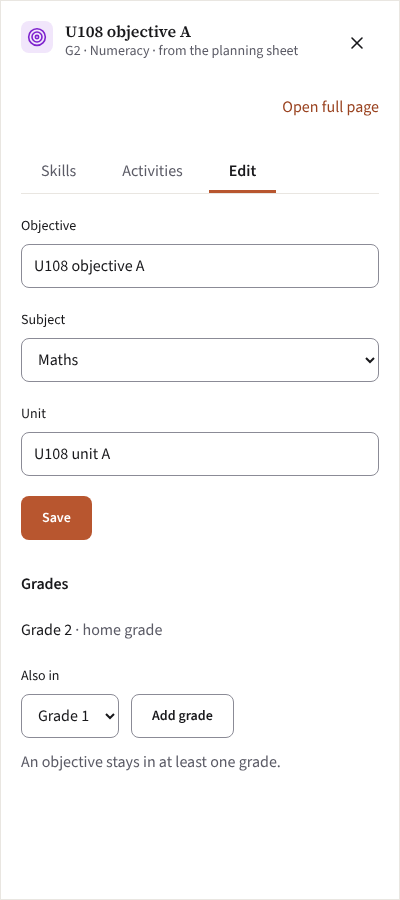 U108 objective A
G2 · Numeracy · from the planning sheet
Open full page
Skills
Activities
Edit
Objective
U108 objective A
Subject
Maths
Unit
U108 unit A
Save
Grades
Grade 2 · home grade
Also in
Grade 1
Add grade
An objective stays in at least one grade.